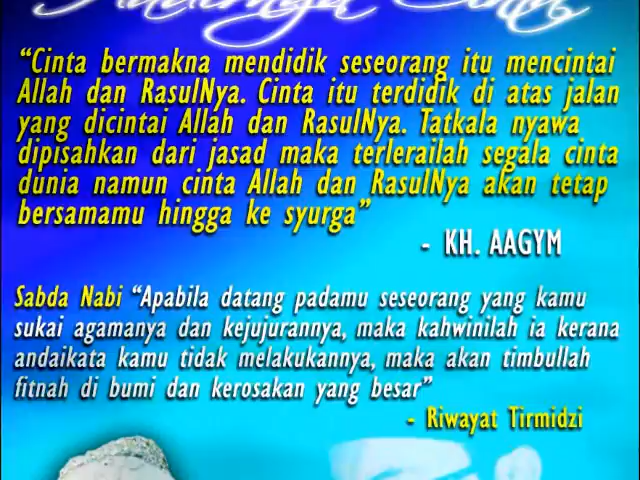 “Cinta bermakna mendidik seseorang itu mencintai
Allah dan RasulNya. Cinta itu terdidik di atas jalan
yang dicintai Allah dan RasulNya. Tatkala nyawa
dipisahkan dari jasad maka terlerailah segala cinta
dunia namun cinta Allah dan RasulNya akan tetap
bersamamu hingga ke syurga”
- KH. AAGYM
Sabda Nabi “Apabila datang padamu seseorang yang kamu
sukai agamanya dan kejujurannya, maka kahwinilah ia kerana
andaikata kamu tidak melakukannya, maka akan timbullah
fitnah di bumi dan kerosakan yang besar”
- Riwayat Tirmidzi